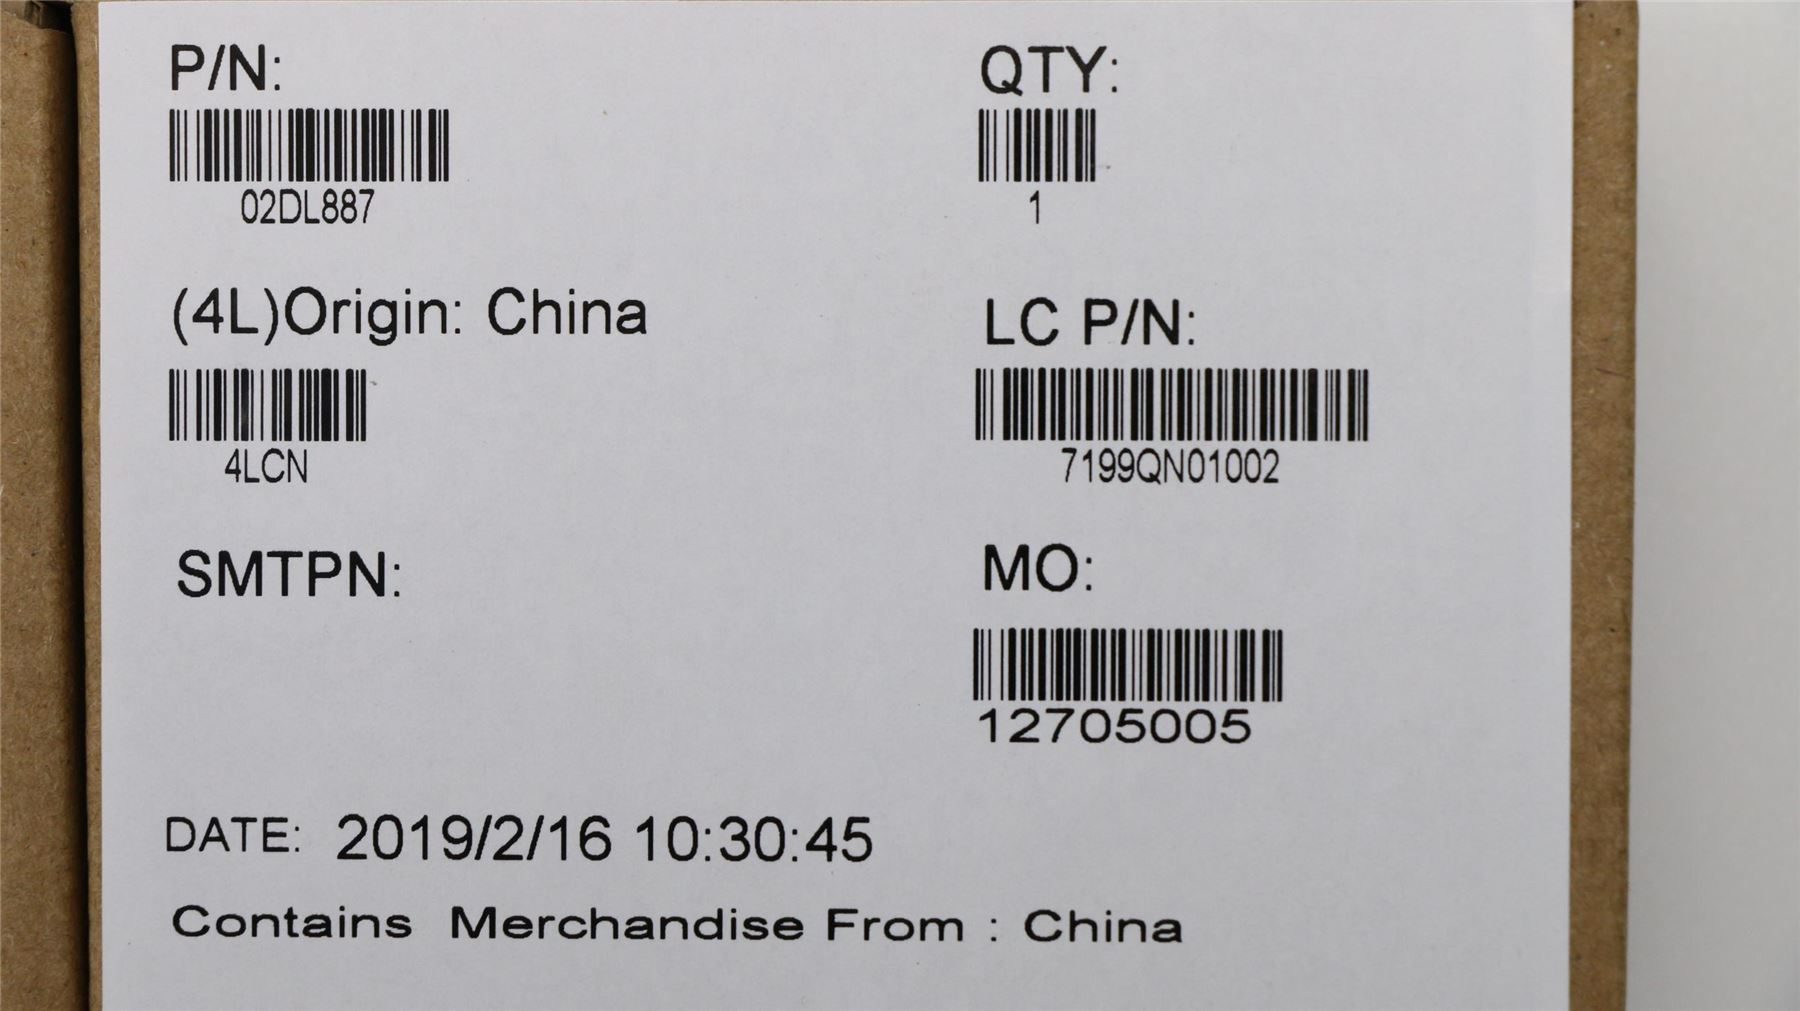 P/N:
02DL887
QTY:
1
(4L)Origin: China
4LCN
LC P/N:
7199QN01002
SMTPN:
MO:
12705005
DATE: 2019/2/16 10:30:45
Contains Merchandise From : China